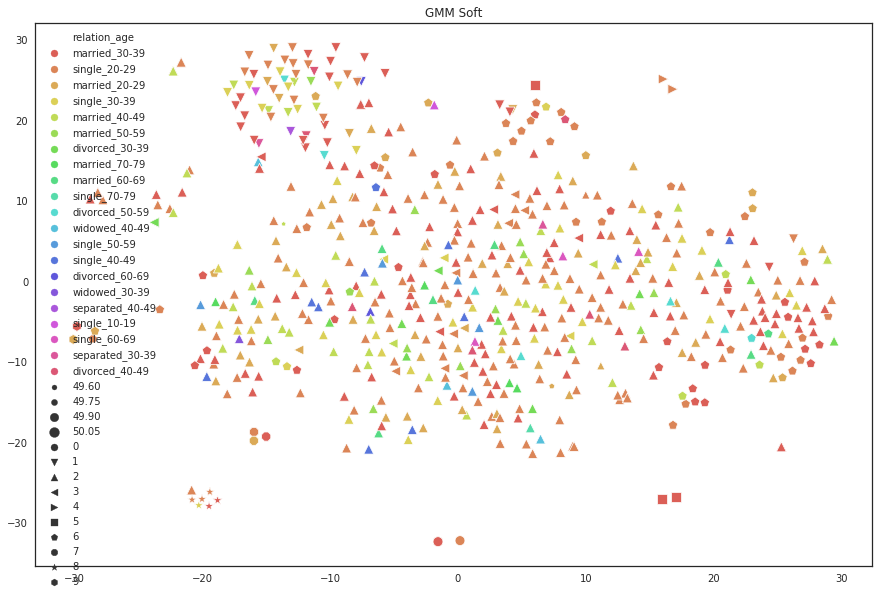 GMM Soft
30
20
10
0
−10
−20
−30
relation_age
married_30-39
single_20-29
married_20-29
single_30-39
married_40-49
married_50-59
divorced_30-39
married_70-79
married_60-69
single_70-79
divorced_50-59
widowed_40-49
single_50-59
single_40-49
divorced_60-69
widowed_30-39
separated_40-49
single_10-19
single_60-69
separated_30-39
divorced_40-49
49.60
49.75
49.90
50.05
0
1
2
3
4
5
6
7
8
9
−30 −20 −10 0 10 20 30